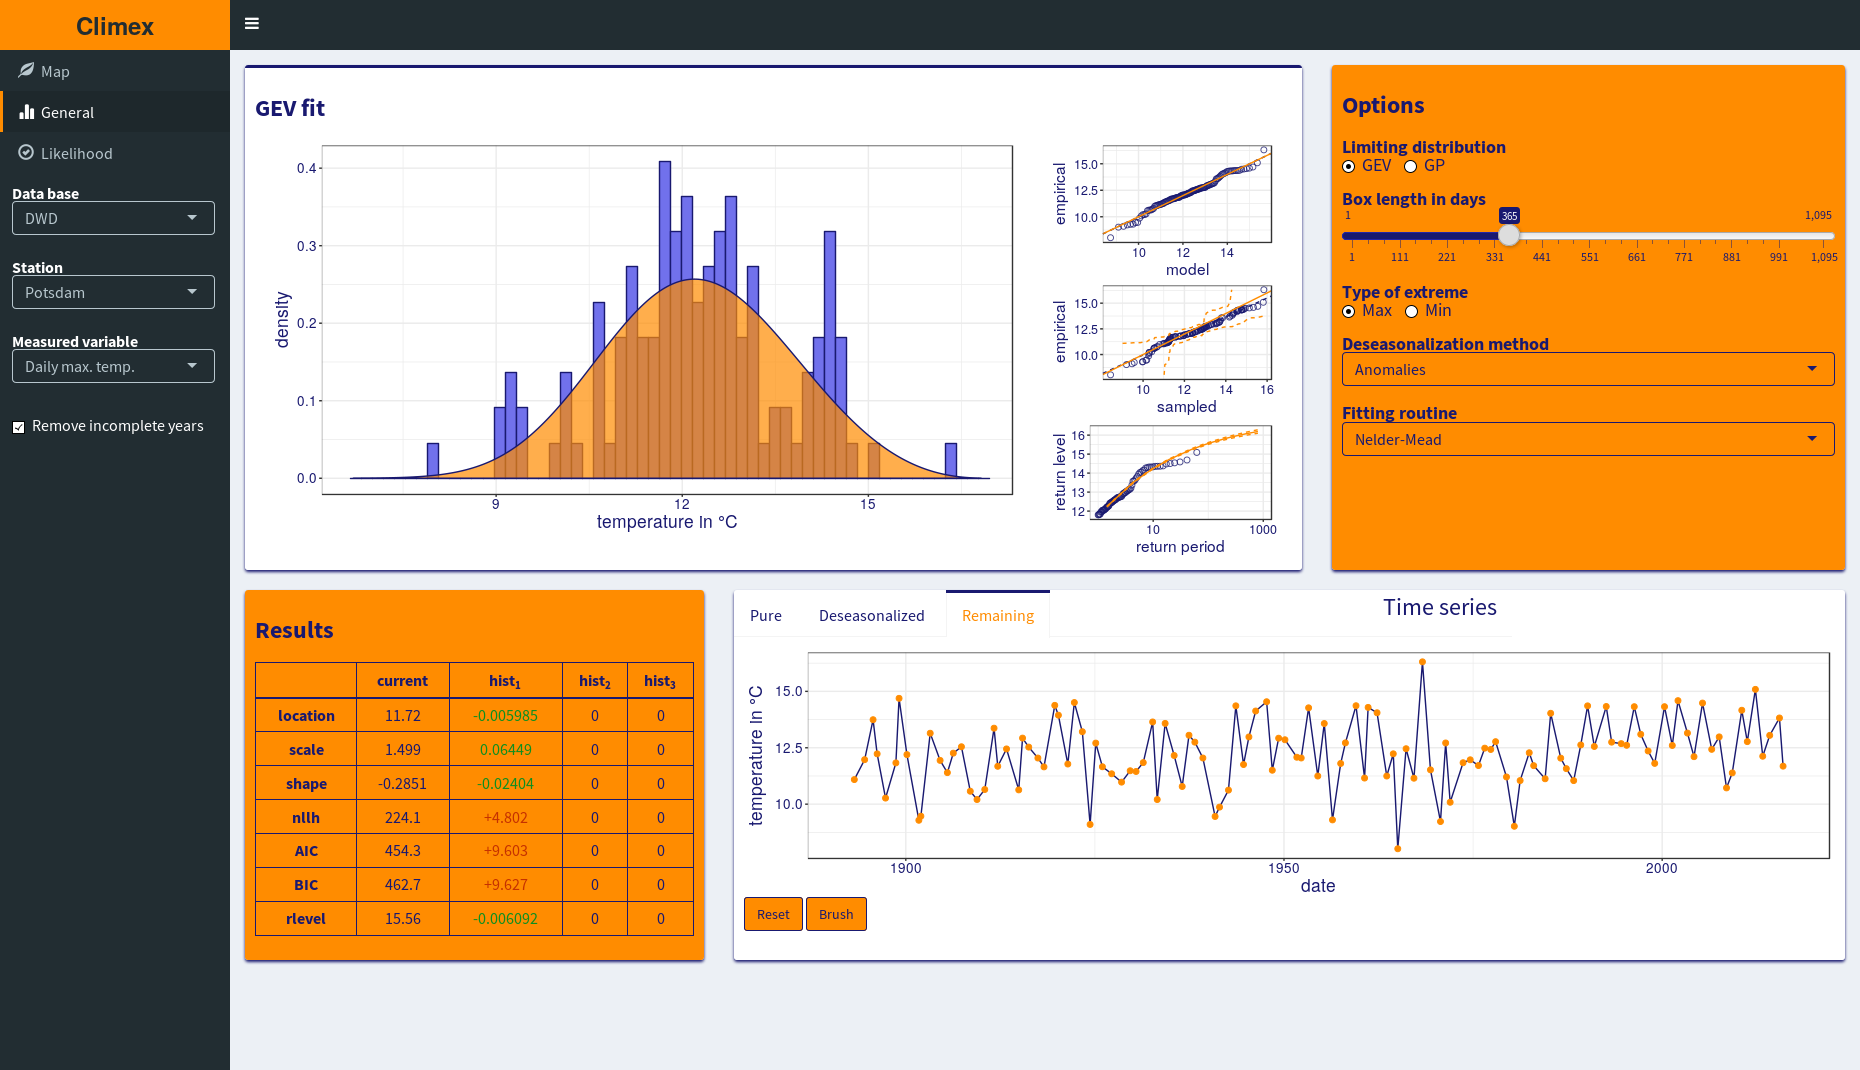 Climex
Map
General
Likelihood
Data base
DWD
Station
Potsdam
Measured variable
Daily max. temp.
Remove incomplete years
GEV fit
0.4
0.3
0.2
0.1
0.0
density
9 12 15
temperature in °C
15.0
12.5
10.0
empirical
10 12 14
model
15.0
12.5
10.0
empirical
10 12 14 16
sampled
16
15
14
13
12
return level
10 1000
return period
Options
Limiting distribution
GEV GP
Box length in days
1 365 1,095
1 111 221 331 441 551 661 771 881 991 1,095
Type of extreme
Max Min
Deseasonalization method
Anomalies
Fitting routine
Nelder-Mead
Results
current hist1 hist2 hist3
location 11.72 -0.005985 0 0
scale 1.499 0.06449 0 0
shape -0.2851 -0.02404 0 0
nllh 224.1 +4.802 0 0
AIC 454.3 +9.603 0 0
BIC 462.7 +9.627 0 0
rlevel 15.56 -0.006092 0 0
Pure Deseasonalized Remaining Time series
15.0
12.5
10.0
temperature in °C
1900 1950 2000
date
Reset Brush